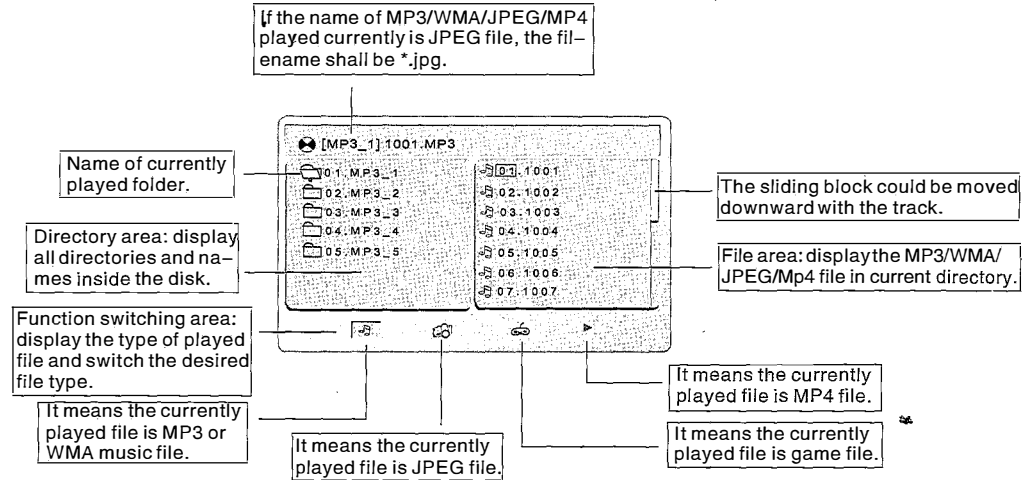 If the name of MP3/WMA/JPEG/MP4
played currently is JPEG file, the fil-
ename shall be *.jpg.
[MP3_1] 1001.MP3
Name of currently
played folder.
01.MP3_1
02.MP3_2
03.MP3_3
04.MP3_4
05.MP3_5
01.1001
02.1002
03.1003
04.1004
05.1005
06 1006
07.1007
The sliding block could be moved
downward with the track.
Directory area: display
all directories and na-
mes inside the disk.
File area: display the MP3/WMA/
JPEG/Mp4 file in current directory.
Function switching area:
display the type of played
file and switch the desired
file type.
It means the currently
played file is MP3 or
WMA music file.
It means the currently
played file is JPEG file.
It means the currently
played file is MP4 file.
It means the currently
played file is game file.